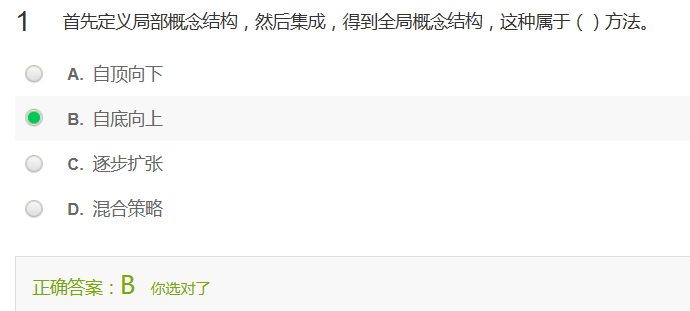 1 首先定义局部概念结构，然后集成，得到全局概念结构，这种属于（ ）方法。
A. 自顶向下
B. 自底向上
C. 逐步扩张
D. 混合策略
正确答案：B 你选对了